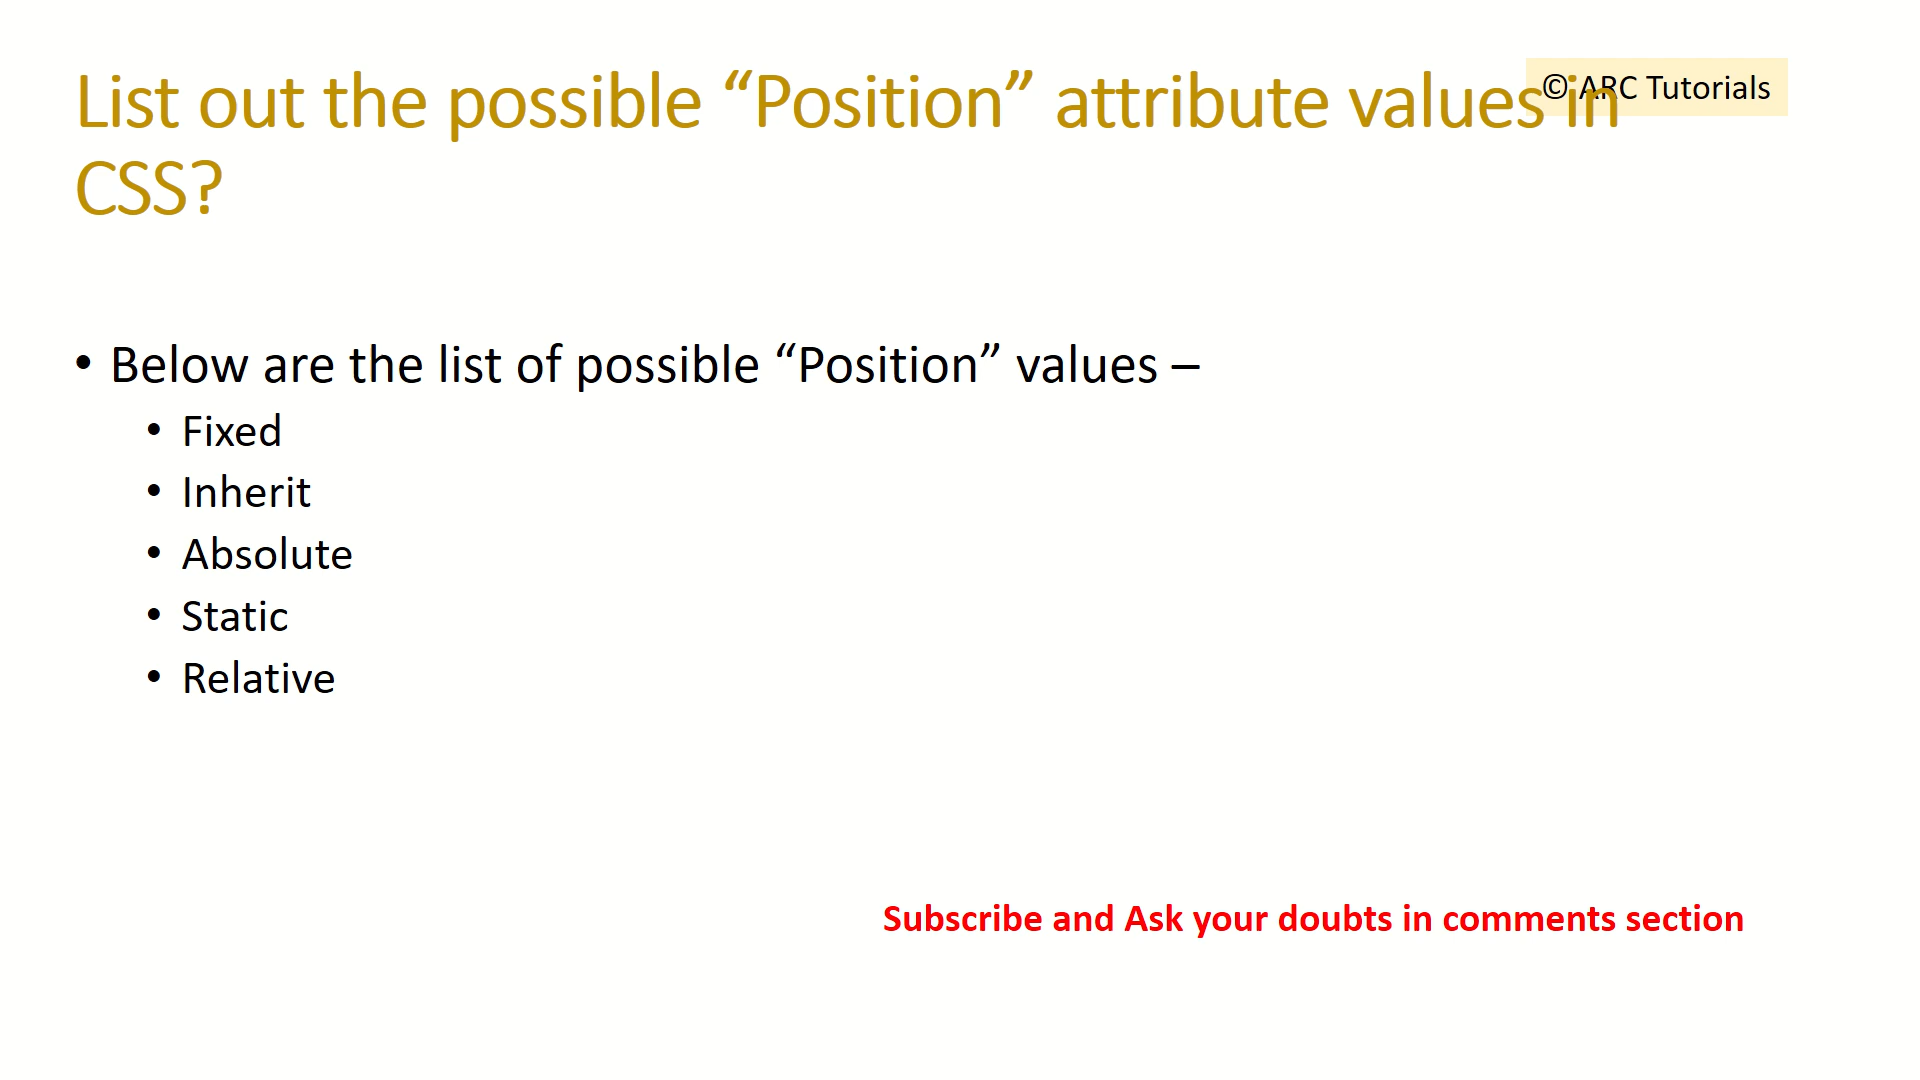 List out the possible “Position” attribute values in
© ARC Tutorials
CSS?
• Below are the list of possible “Position” values –
• Fixed
• Inherit
• Absolute
• Static
• Relative
Subscribe and Ask your doubts in comments section